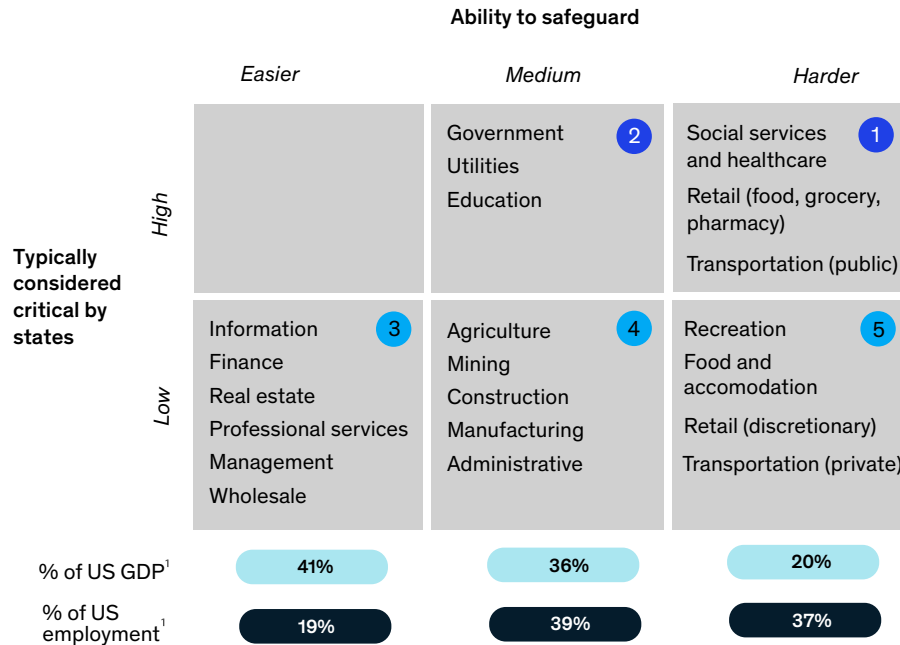 Ability to safeguard
Easier
Medium
Harder
Typically
considered
critical by
states
High
Government
Utilities
Education
2
Social services
and healthcare
Retail (food, grocery,
pharmacy)
Transportation (public)
1
Low
Information
Finance
Real estate
Professional services
Management
Wholesale
3
Agriculture
Mining
Construction
Manufacturing
Administrative
4
Recreation
Food and
accomodation
Retail (discretionary)
Transportation (private)
5
% of US GDP¹
41%
36%
20%
% of US
employment¹
19%
39%
37%